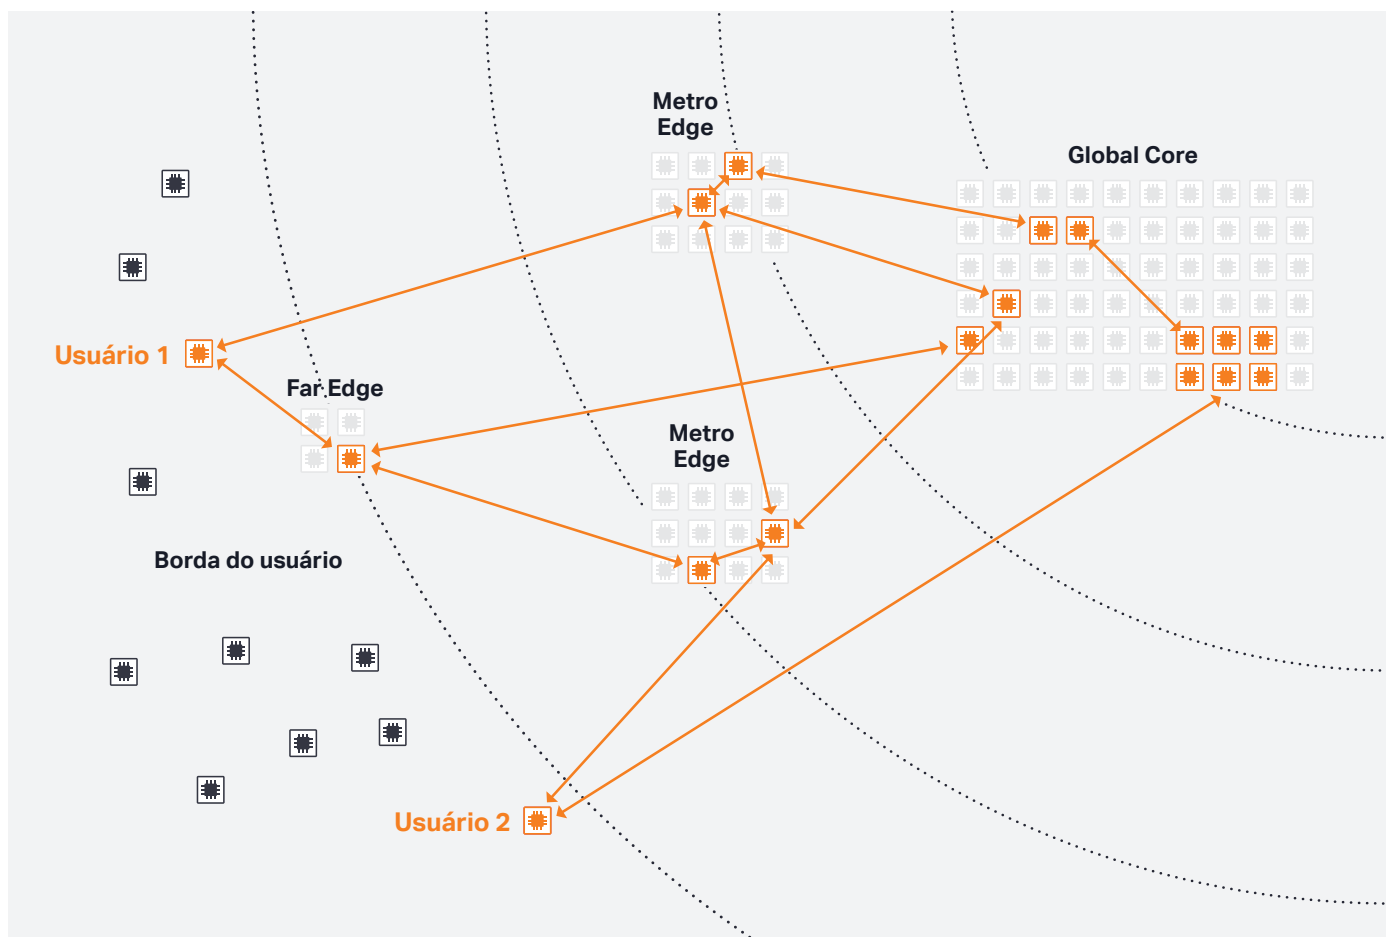 Metro
Edge
Global Core
Usuário 1
Far Edge
Metro
Edge
Borda do usuário
Usuário 2